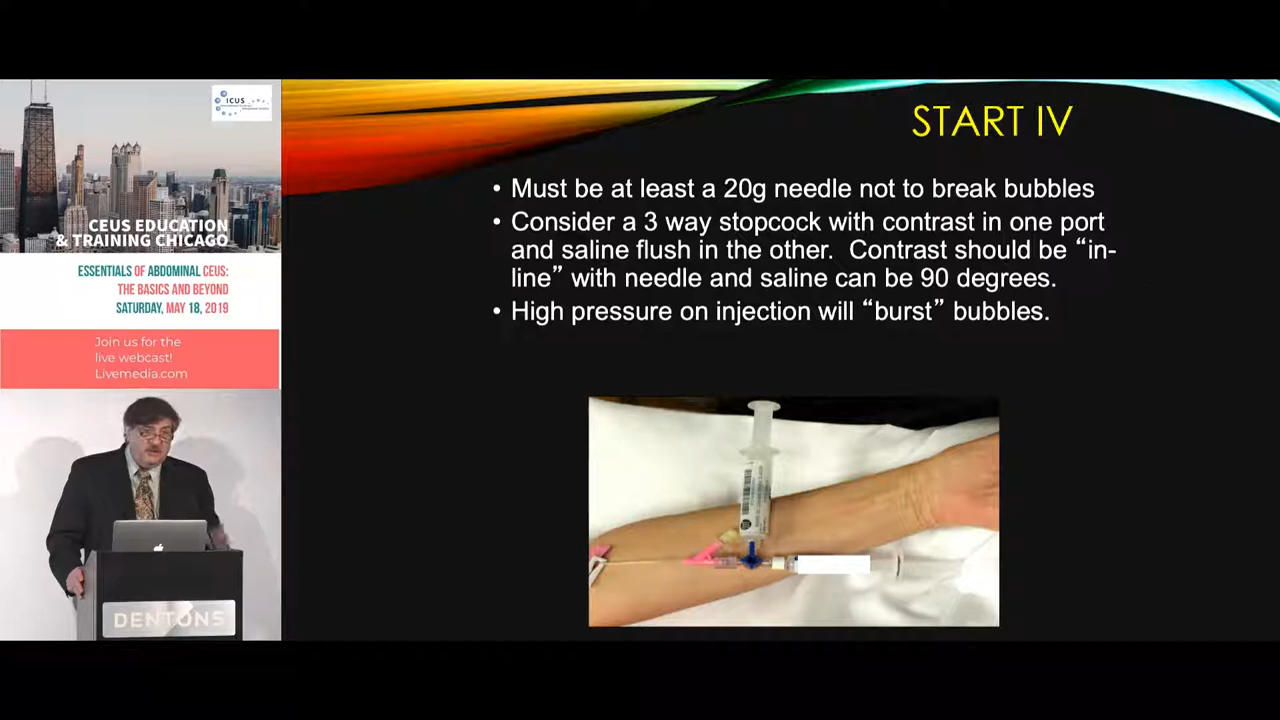 ICUS
CEUS EDUCATION
& TRAINING CHICAGO
ESSENTIALS OF ABDOMINAL CEUS:
THE BASICS AND BEYOND
SATURDAY, MAY 18, 2019
Join us for the
live webcast!
Livemedia.com
DENTONS
START IV
• Must be at least a 20g needle not to break bubbles
• Consider a 3 way stopcock with contrast in one port
and saline flush in the other.  Contrast should be “in-
line” with needle and saline can be 90 degrees.
• High pressure on injection will “burst” bubbles.